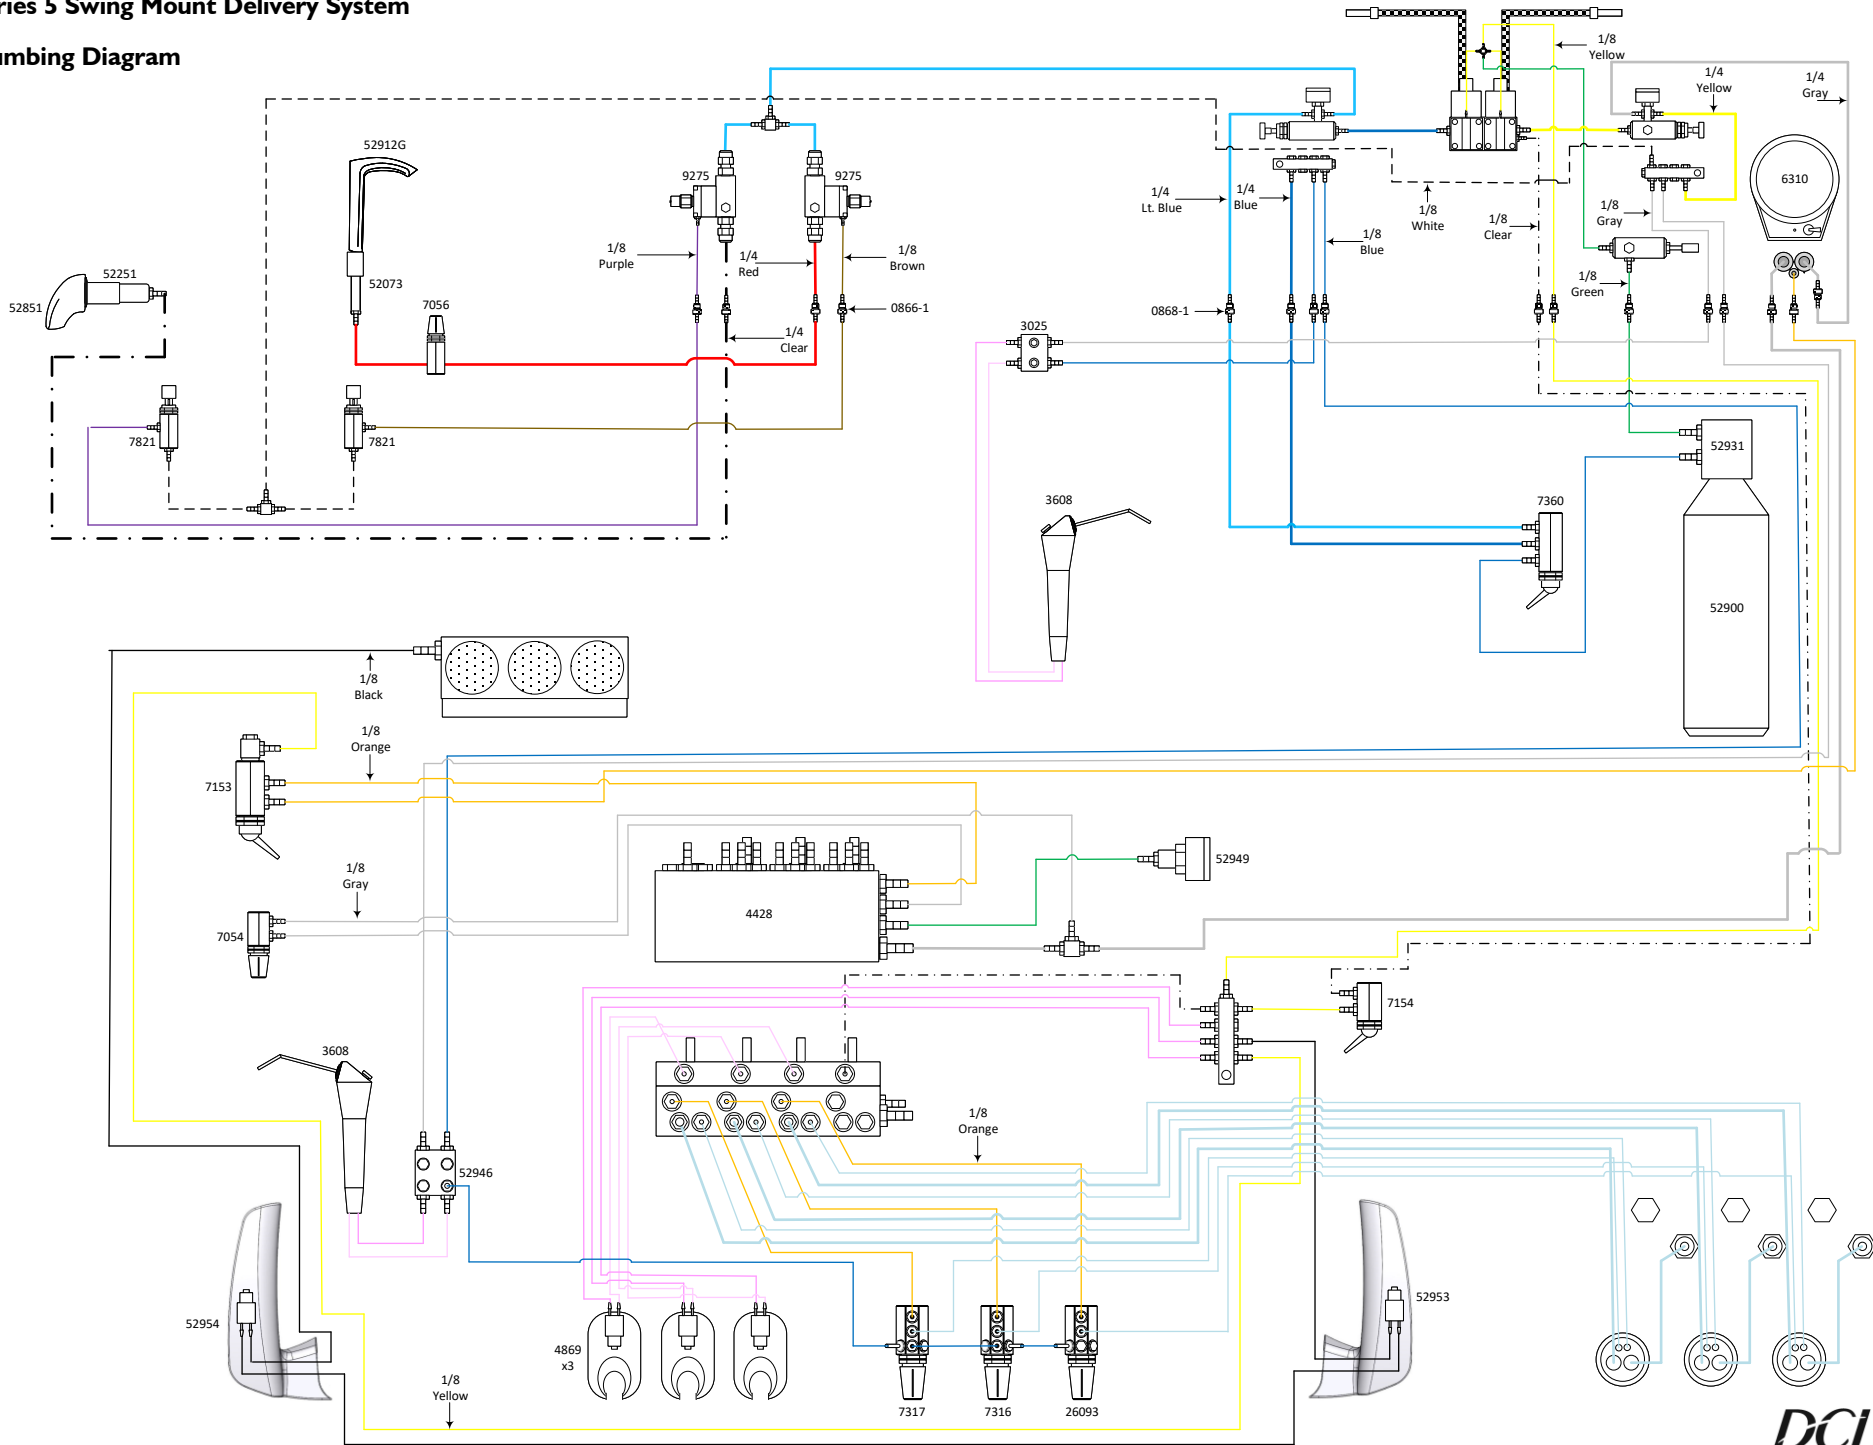 ries 5 Swing Mount Delivery System
umbing Diagram
1/8
Yellow
1/4
Yellow
1/4
Gray
52912G
9275
9275
6310
1/4
Lt. Blue
1/4
Blue
1/8
White
1/8
Gray
1/8
Clear
1/8
Blue
1/8
Purple
1/4
Red
1/8
Brown
1/8
Green
52251
52851
52073
7056
0866-1
0868-1
1/4
Clear
3025
7821
7821
52931
3608
7360
52900
1/8
Black
1/8
Orange
7153
1/8
Gray
52949
4428
7054
7154
3608
1/8
Orange
52946
52954
52953
4869
x3
1/8
Yellow
7317
7316
26093
DCI